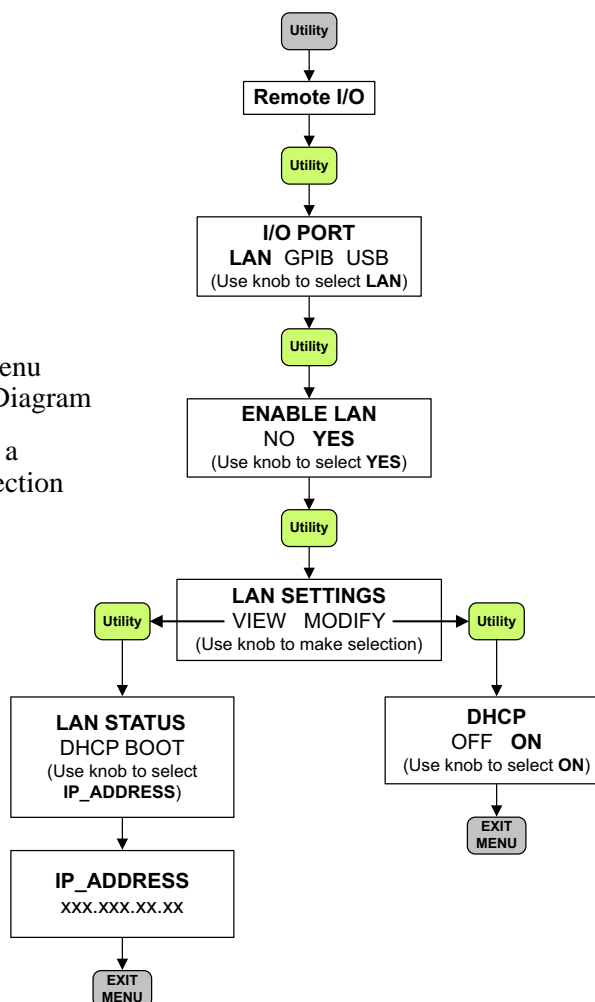 Utility
Remote I/O
Utility
I/O PORT
LAN GPIB USB
(Use knob to select LAN)
Utility
enu
Diagram
a
ection
ENABLE LAN
NO YES
(Use knob to select YES)
Utility
LAN SETTINGS
VIEW MODIFY
(Use knob to make selection)
Utility
Utility
LAN STATUS
DHCP BOOT
(Use knob to select
IP_ADDRESS)
DHCP
OFF ON
(Use knob to select ON)
EXIT
MENU
IP_ADDRESS
xxx.xxx.xx.xx
EXIT
MENU